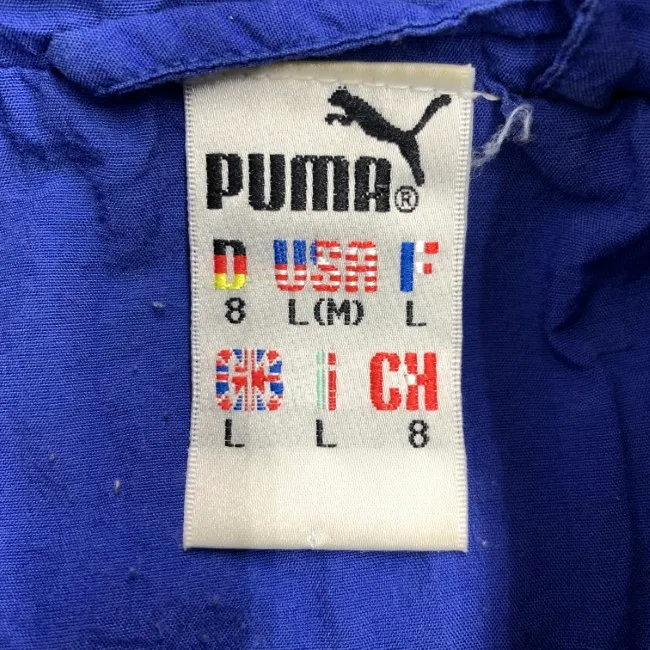 PUMA®
D USA F
8 L(M) L
GB i CH
L L 8